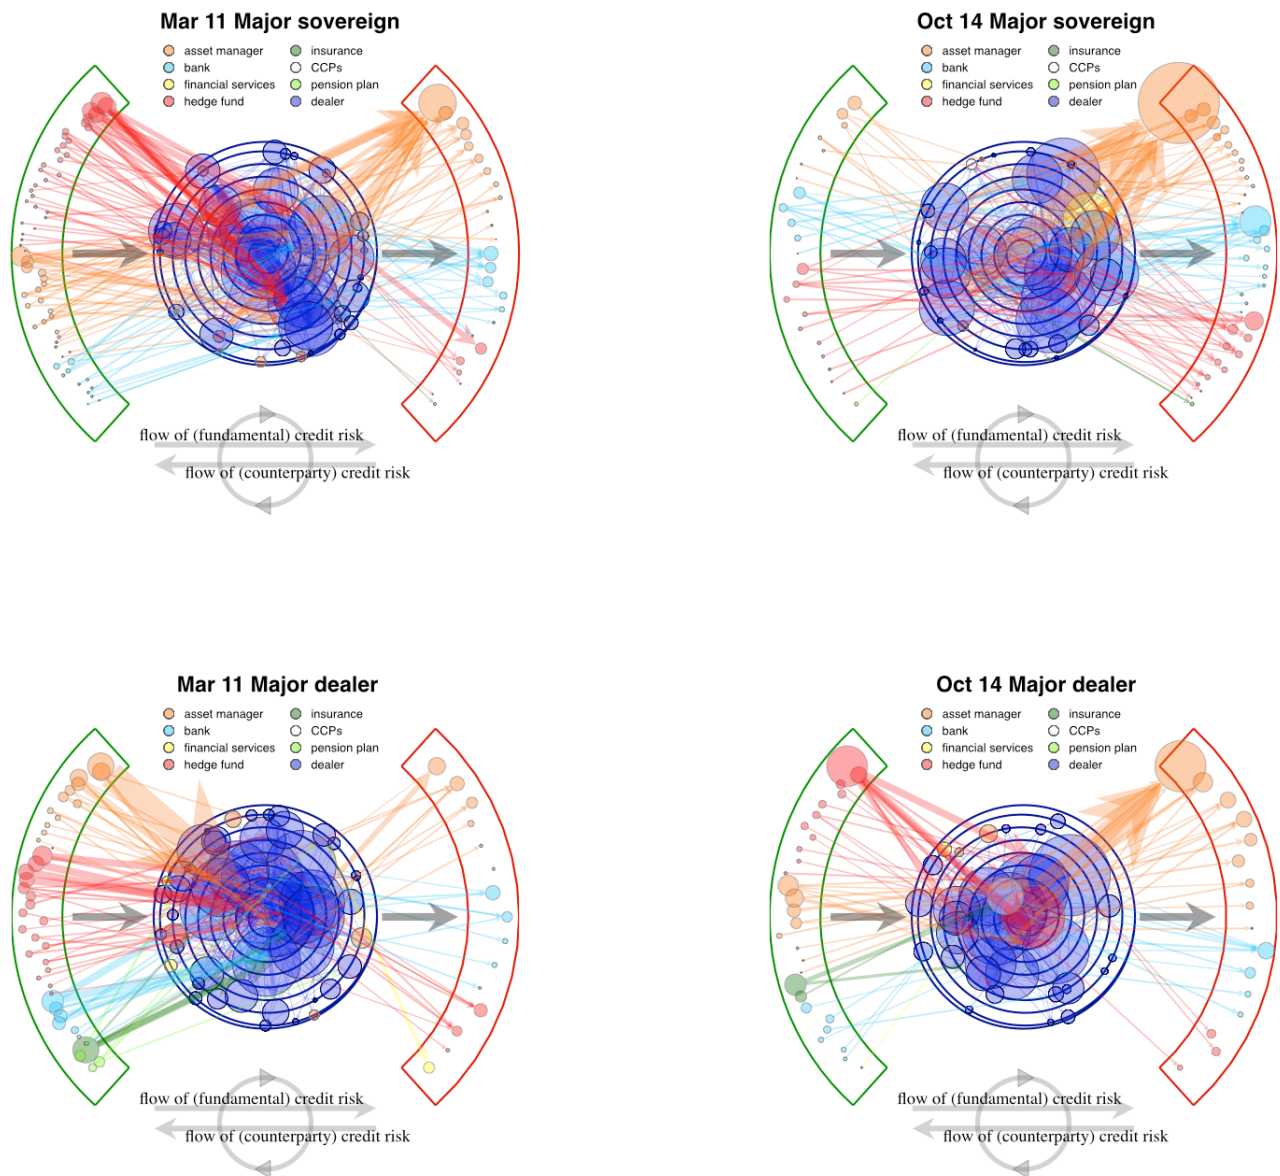 Mar 11 Major sovereign
asset manager insurance
bank CCPs
financial services pension plan
hedge fund dealer
flow of (fundamental) credit risk
flow of (counterparty) credit risk
Oct 14 Major sovereign
asset manager insurance
bank CCPs
financial services pension plan
hedge fund dealer
flow of (fundamental) credit risk
flow of (counterparty) credit risk
Mar 11 Major dealer
asset manager insurance
bank CCPs
financial services pension plan
hedge fund dealer
flow of (fundamental) credit risk
flow of (counterparty) credit risk
Oct 14 Major dealer
asset manager insurance
bank CCPs
financial services pension plan
hedge fund dealer
flow of (fundamental) credit risk
flow of (counterparty) credit risk